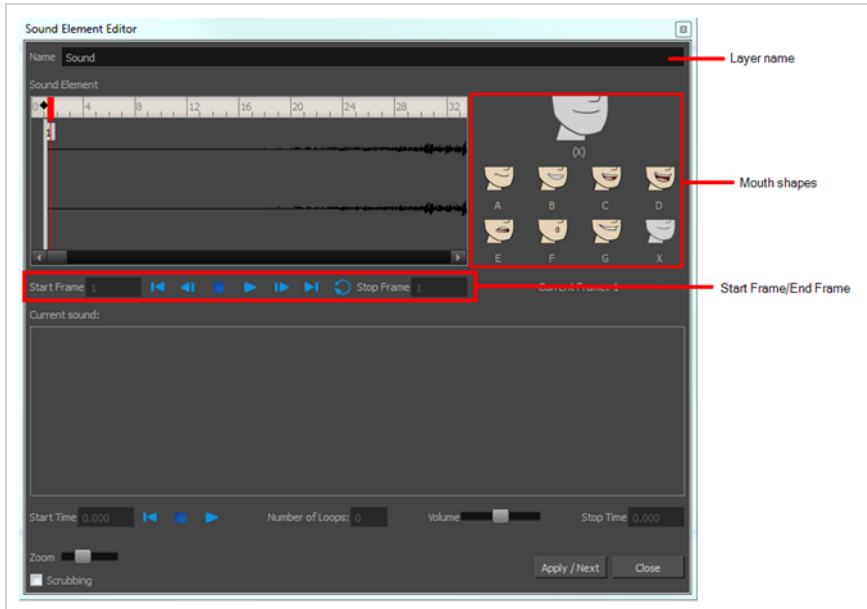 Sound Element Editor
Name Sound
Layer name
Sound Element
0 4 8 12 16 20 24 28 32
1
(X)
Mouth shapes
A B C D
E F G X
Start Frame 1 Stop Frame 1 Current Frame: 1
Start Frame/End Frame
Current sound:
Start Time 0.000 Number of Loops: 0 Volume Stop Time 0.000
Zoom
Apply / Next Close
Scrubbing